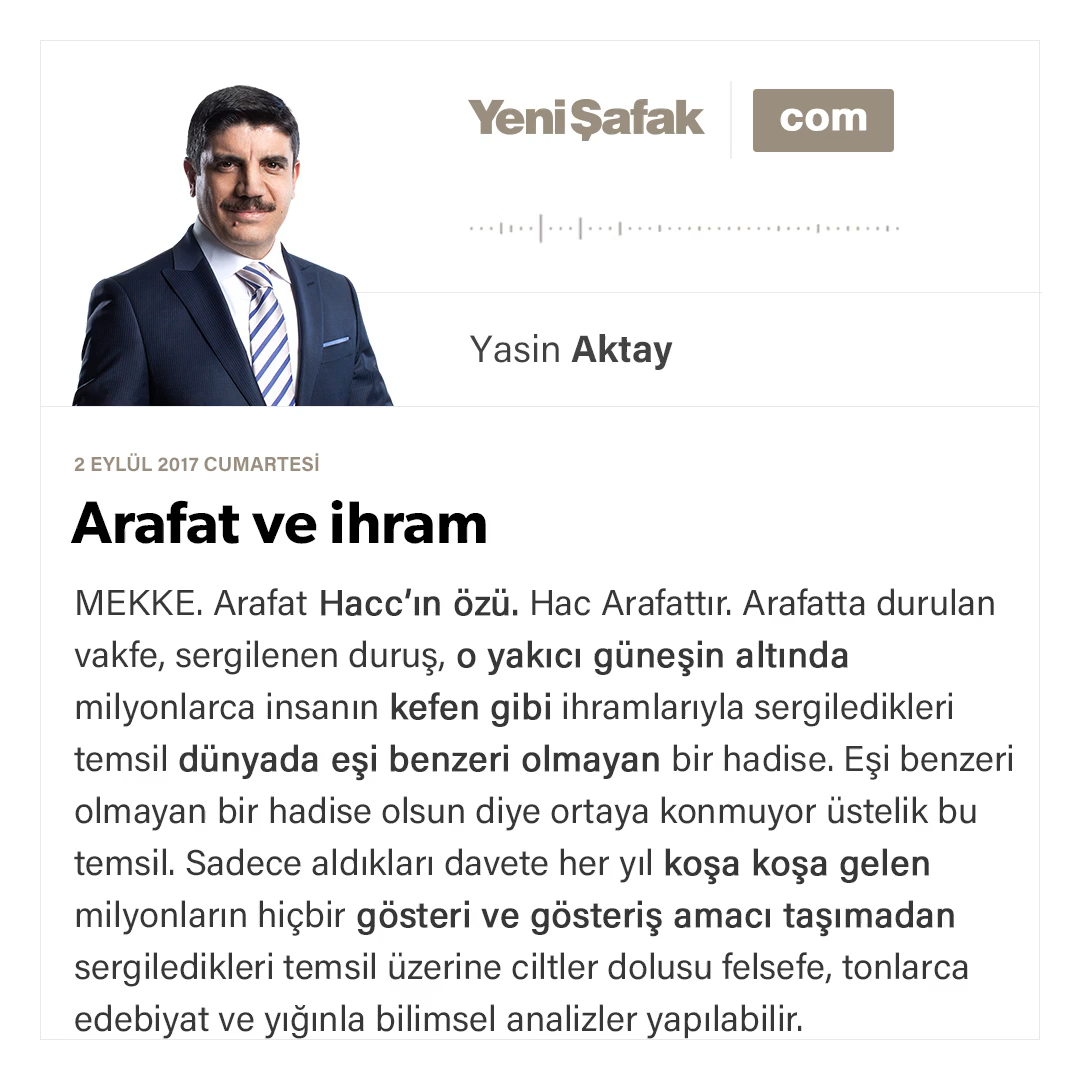 YeniŞafak
com
Yasin Aktay
2 EYLÜL 2017 CUMARTESİ
Arafat ve ihram
MEKKE. Arafat Hacc’ın özü. Hac Arafattır. Arafatta durulan
vakfe, sergilenen duruş, o yakıcı güneşin altında
milyonlarca insanın kefen gibi ihramlarıyla sergiledikleri
temsil dünyada eşi benzeri olmayan bir hadise. Eşi benzeri
olmayan bir hadise olsun diye ortaya konmuyor üstelik bu
temsil. Sadece aldıkları davete her yıl koşa koşa gelen
milyonların hiçbir gösteri ve gösteriş amacı taşımadan
sergiledikleri temsil üzerine ciltler dolusu felsefe, tonlarca
edebiyat ve yığınla bilimsel analizler yapılabilir.